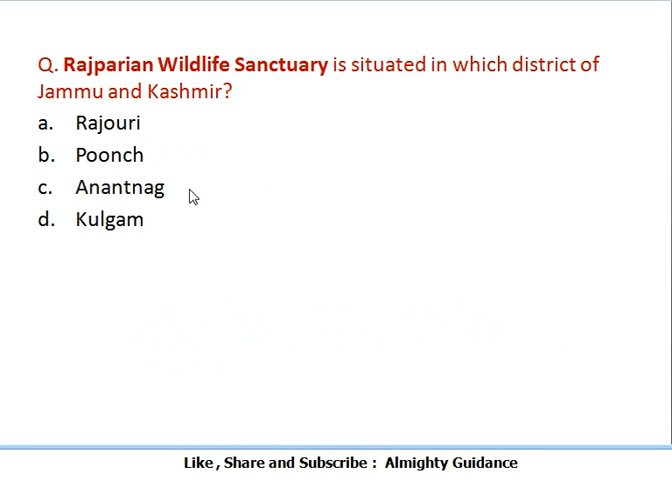 Q. Rajparian Wildlife Sanctuary is situated in which district of
Jammu and Kashmir?
a. Rajouri
b. Poonch
c. Anantnag
d. Kulgam
Like , Share and Subscribe : Almighty Guidance